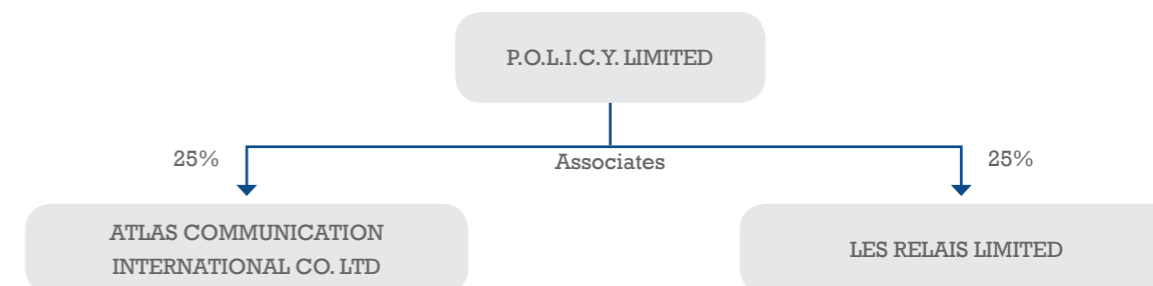 P.O.L.I.C.Y. LIMITED
25%
Associates
25%
ATLAS COMMUNICATION
INTERNATIONAL CO. LTD
LES RELAIS LIMITED